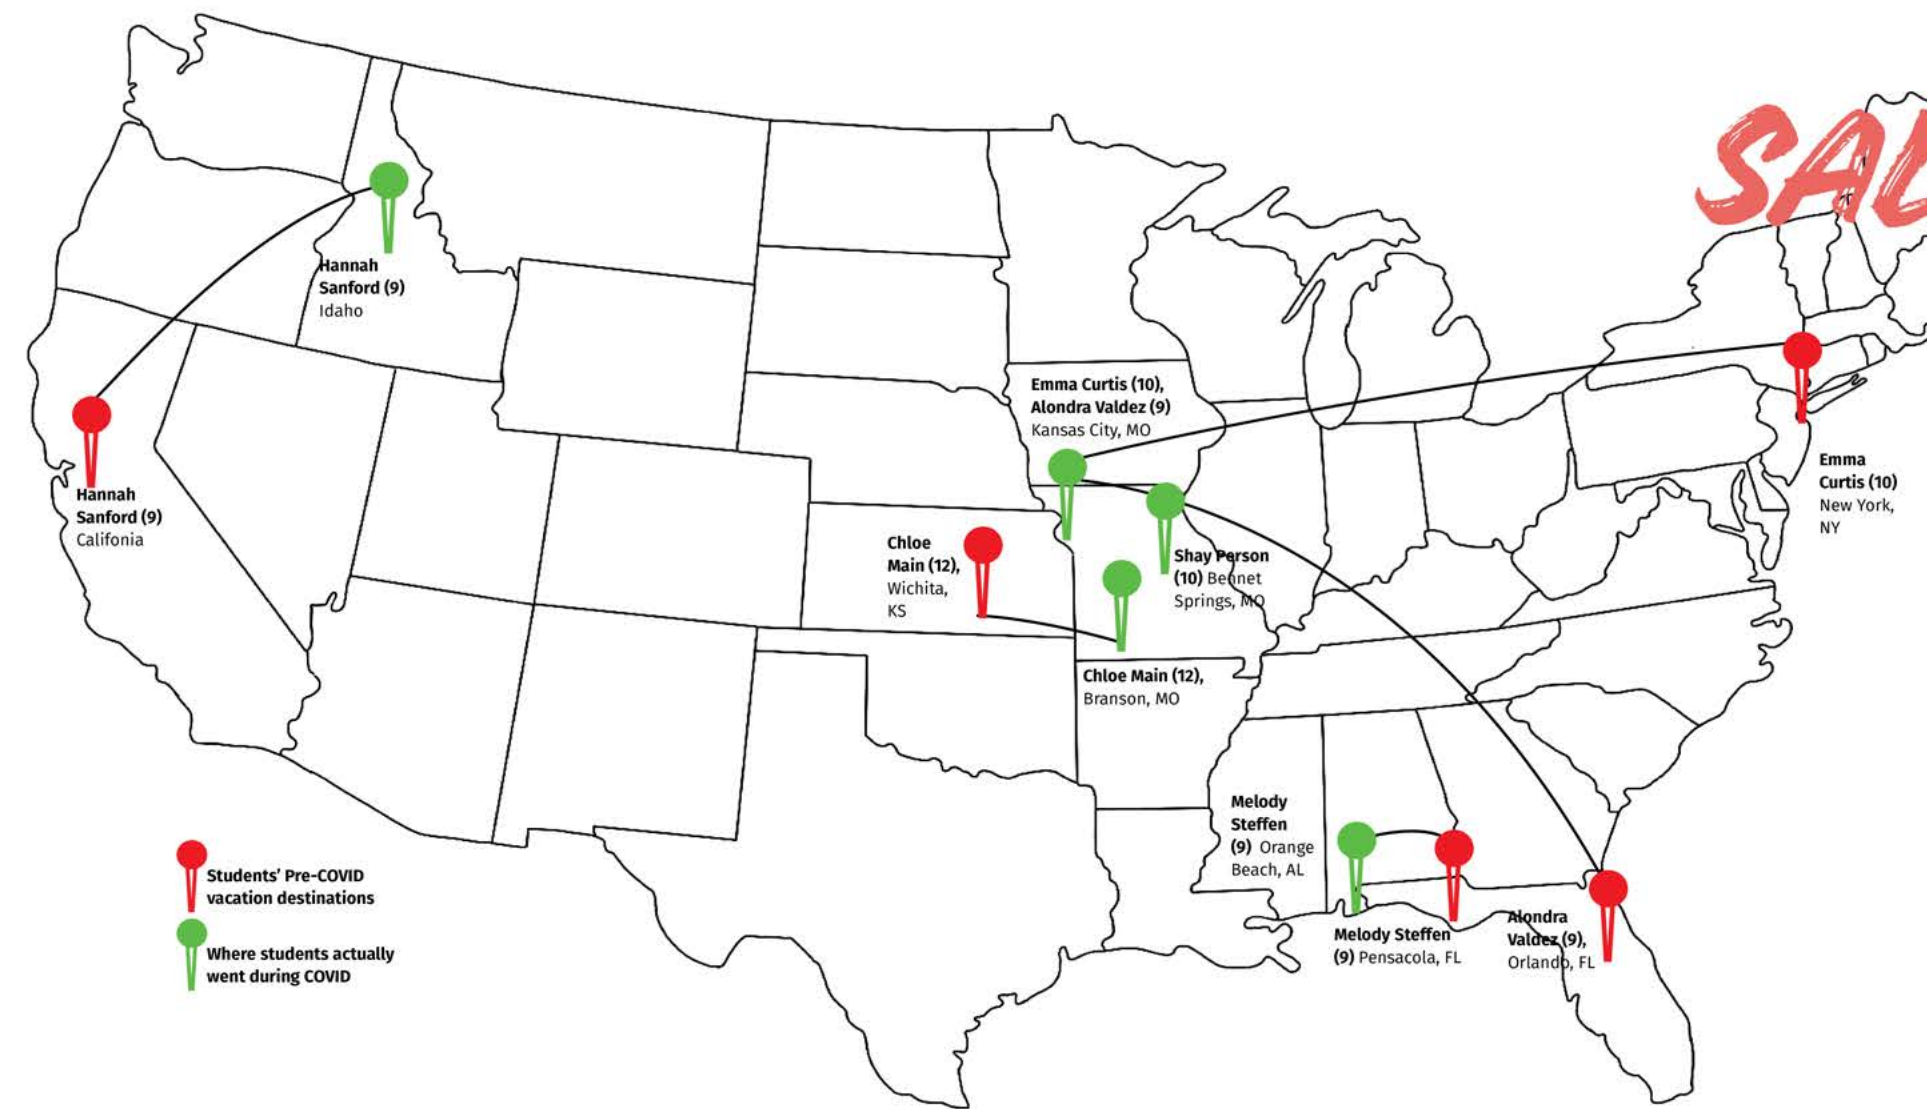 SAL
Hannah
Sanford (9)
Idaho
Hannah
Sanford (9)
Califonia
Emma Curtis (10),
Alondra Valdez (9)
Kansas City, MO
Emma
Curtis (10)
New York,
NY
Chloe
Main (12),
Wichita,
KS
Shay Person
(10) Bennet
Springs, MO
Chloe Main (12),
Branson, MO
Melody
Steffen
(9) Orange
Beach, AL
Melody Steffen
(9) Pensacola, FL
Alondra
Valdez (9),
Orlando, FL
Students' Pre-COVID
vacation destinations
Where students actually
went during COVID